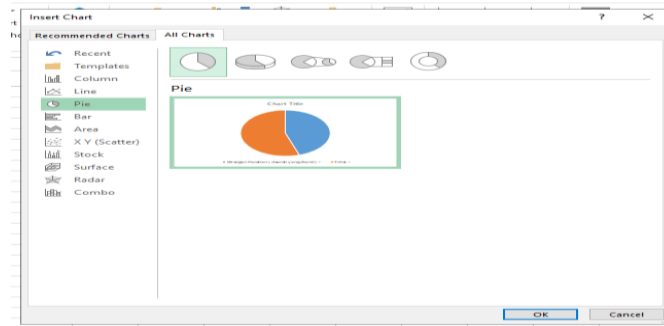 Insert Chart
?
Recommended Charts
All Charts
Recent
Templates
Column
Line
Pie
Bar
Area
X Y (Scatter)
Stock
Surface
Radar
Combo
Pie
Chart Title
OK
Cancel